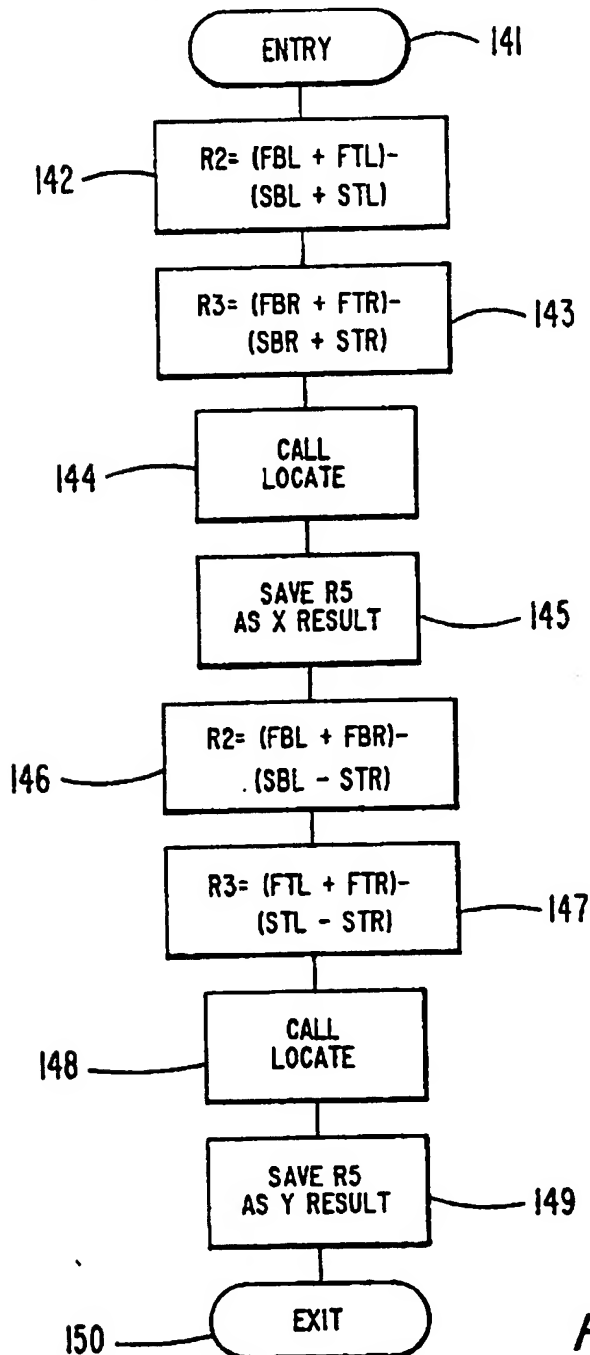 ENTRY
141
142
R2= (FBL + FTL)-
(SBL + STL)
R3= (FBR + FTR)-
(SBR + STR)
143
144
CALL
LOCATE
SAVE R5
AS X RESULT
145
146
R2= (FBL + FBR)-
.(SBL - STR)
R3= (FTL + FTR)-
(STL - STR)
147
148
CALL
LOCATE
SAVE R5
AS Y RESULT
149
150
EXIT